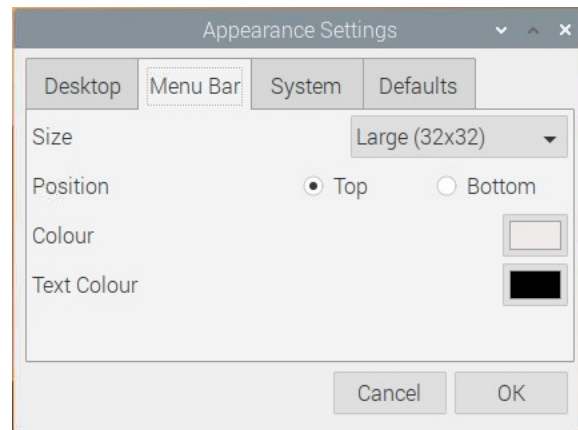 Appearance Settings
Desktop Menu Bar System Defaults
Size Large (32x32)
Position Top Bottom
Colour
Text Colour
Cancel OK